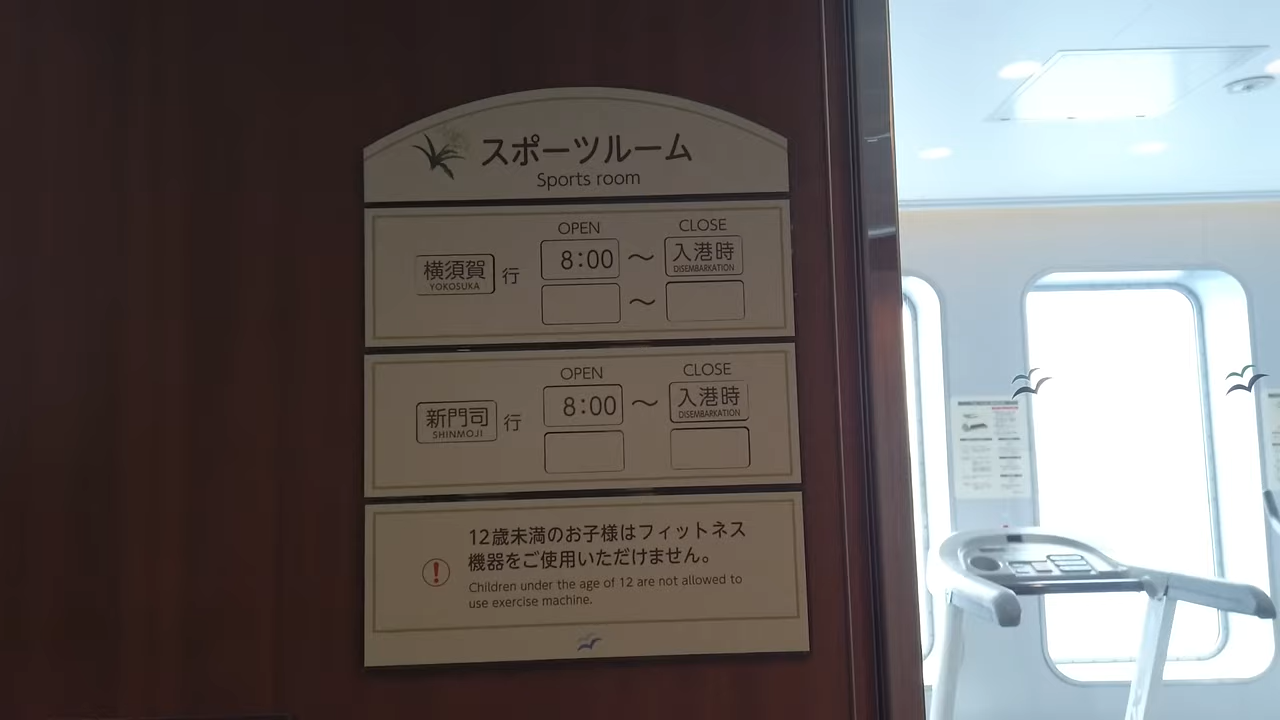 スポーツルーム
Sports room
OPEN
CLOSE
横須賀
YOKOSUKA
行
8:00
～
入港時
DISEMBARKATION
～
OPEN
CLOSE
新門司
SHINMOJI
行
8:00
～
入港時
DISEMBARKATION
12歳未満のお子様はフィットネス
機器をご使用いただけません。
Children under the age of 12 are not allowed to
use exercise machine.